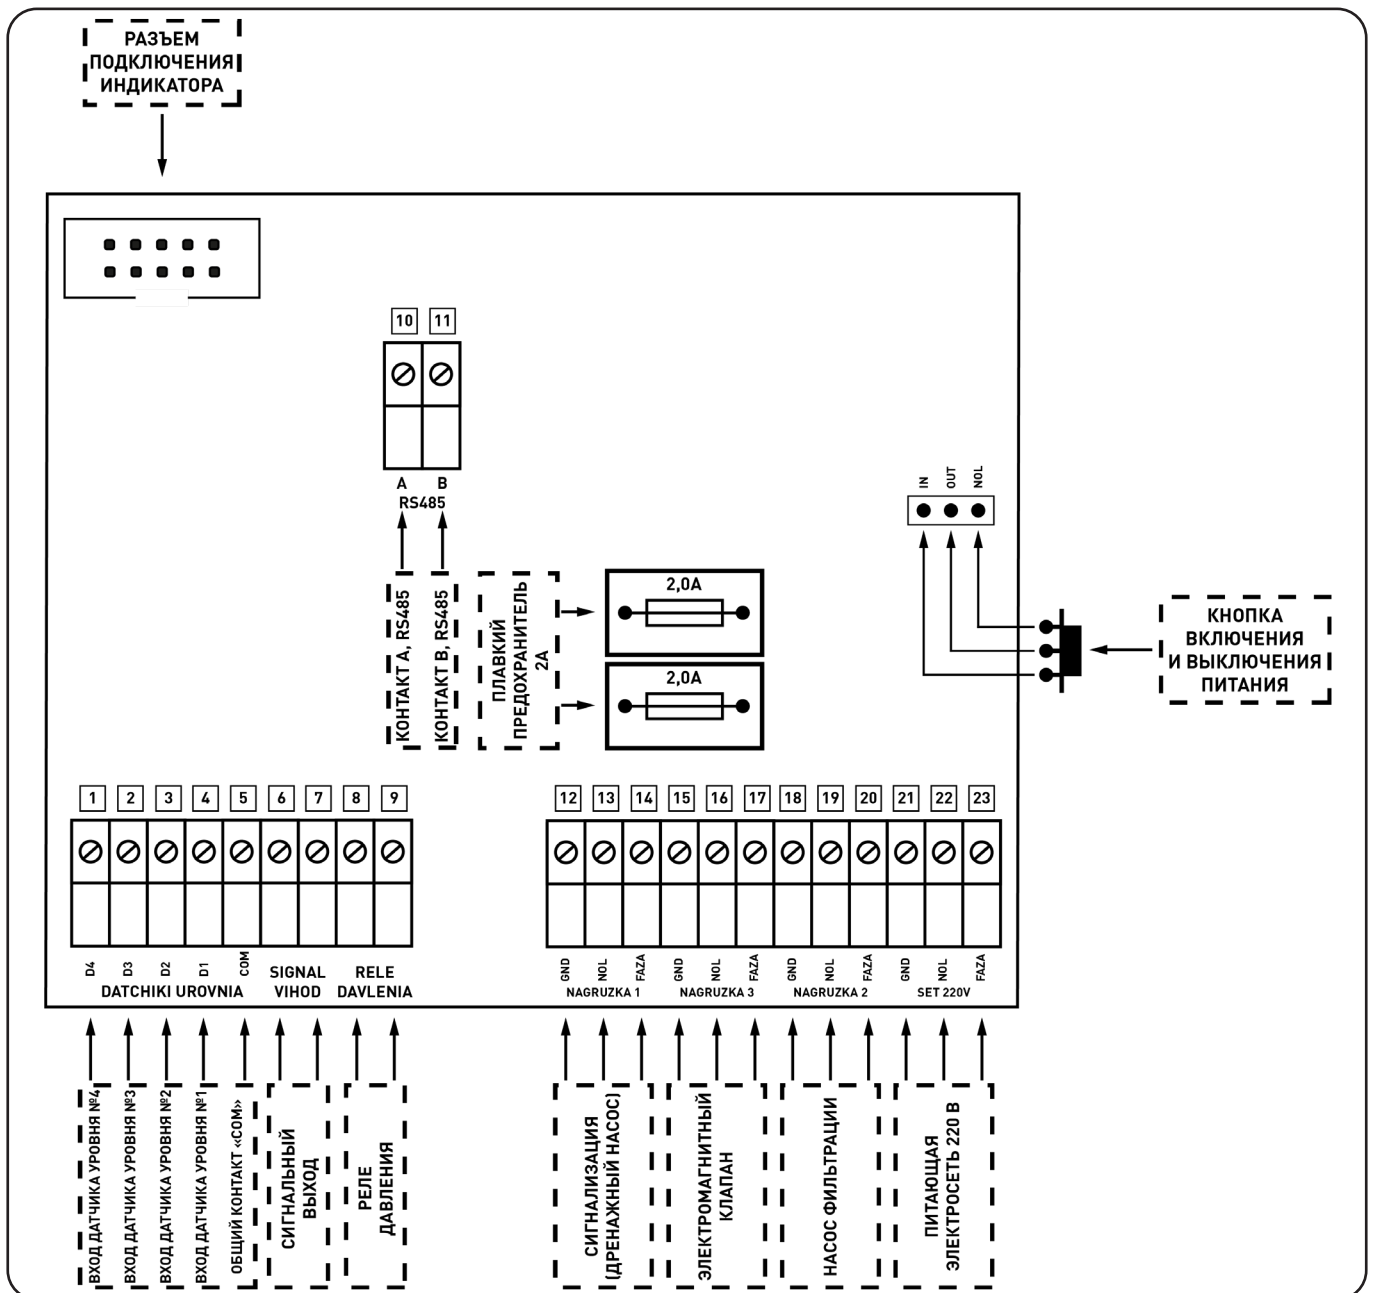 РАЗЪЕМ
ПОДКЛЮЧЕНИЯ
ИНДИКАТОРА
10 11
A B
RS485
КОНТАКТ A, RS485
КОНТАКТ B, RS485
ПЛАВКИЙ
ПРЕДОХРАНИТЕЛЬ
2А
2,0А
2,0А
IN OUT NOL
КНОПКА
ВКЛЮЧЕНИЯ
И ВЫКЛЮЧЕНИЯ
ПИТАНИЯ
1 2 3 4 5 6 7 8 9
12 13 14 15 16 17 18 19 20 21 22 23
D4 D3 D2 D1 COM
DATCHIKI UROVNIA
SIGNAL
VIHOD
RELE
DAVLENIA
GND NOL FAZA
NAGRUZKA 1
GND NOL FAZA
NAGRUZKA 3
GND NOL FAZA
NAGRUZKA 2
GND NOL FAZA
SET 220V
ВХОД ДАТЧИКА УРОВНЯ №4
ВХОД ДАТЧИКА УРОВНЯ №3
ВХОД ДАТЧИКА УРОВНЯ №2
ВХОД ДАТЧИКА УРОВНЯ №1
ОБЩИЙ КОНТАКТ «COM»
СИГНАЛЬНЫЙ
ВЫХОД
РЕЛЕ
ДАВЛЕНИЯ
СИГНАЛИЗАЦИЯ
(ДРЕНАЖНЫЙ НАСОС)
ЭЛЕКТРОМАГНИТНЫЙ
КЛАПАН
НАСОС ФИЛЬТРАЦИИ
ПИТАЮЩАЯ
ЭЛЕКТРОСЕТЬ 220 В